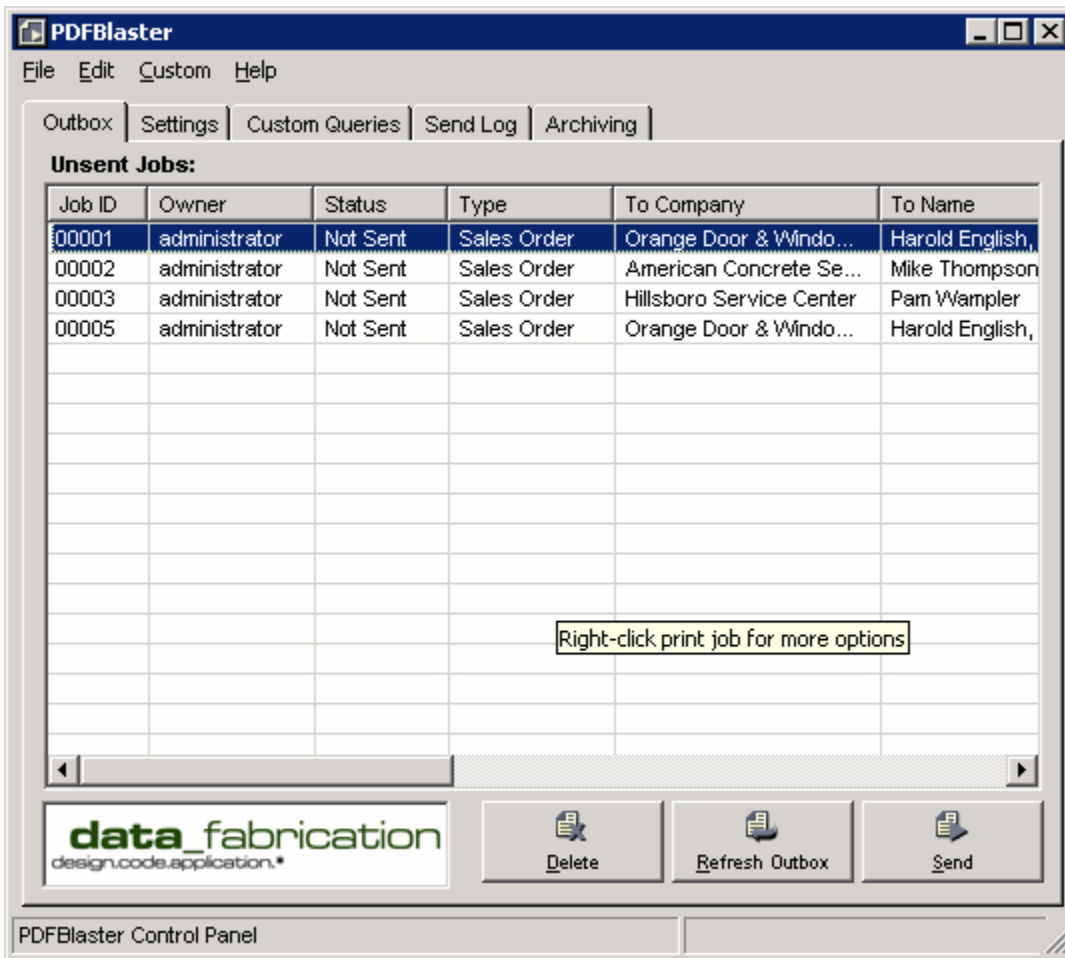 PDFBlaster
File Edit Custom Help
Outbox Settings Custom Queries Send Log Archiving
Unsent Jobs:
Job ID Owner Status Type To Company To Name
00001 administrator Not Sent Sales Order Orange Door & Windo... Harold English,
00002 administrator Not Sent Sales Order American Concrete Se... Mike Thompson
00003 administrator Not Sent Sales Order Hillsboro Service Center Pam Wampler
00005 administrator Not Sent Sales Order Orange Door & Windo... Harold English,
Right-click print job for more options
data_fabrication
design.code.application.*
Delete Refresh Outbox Send
PDFBlaster Control Panel